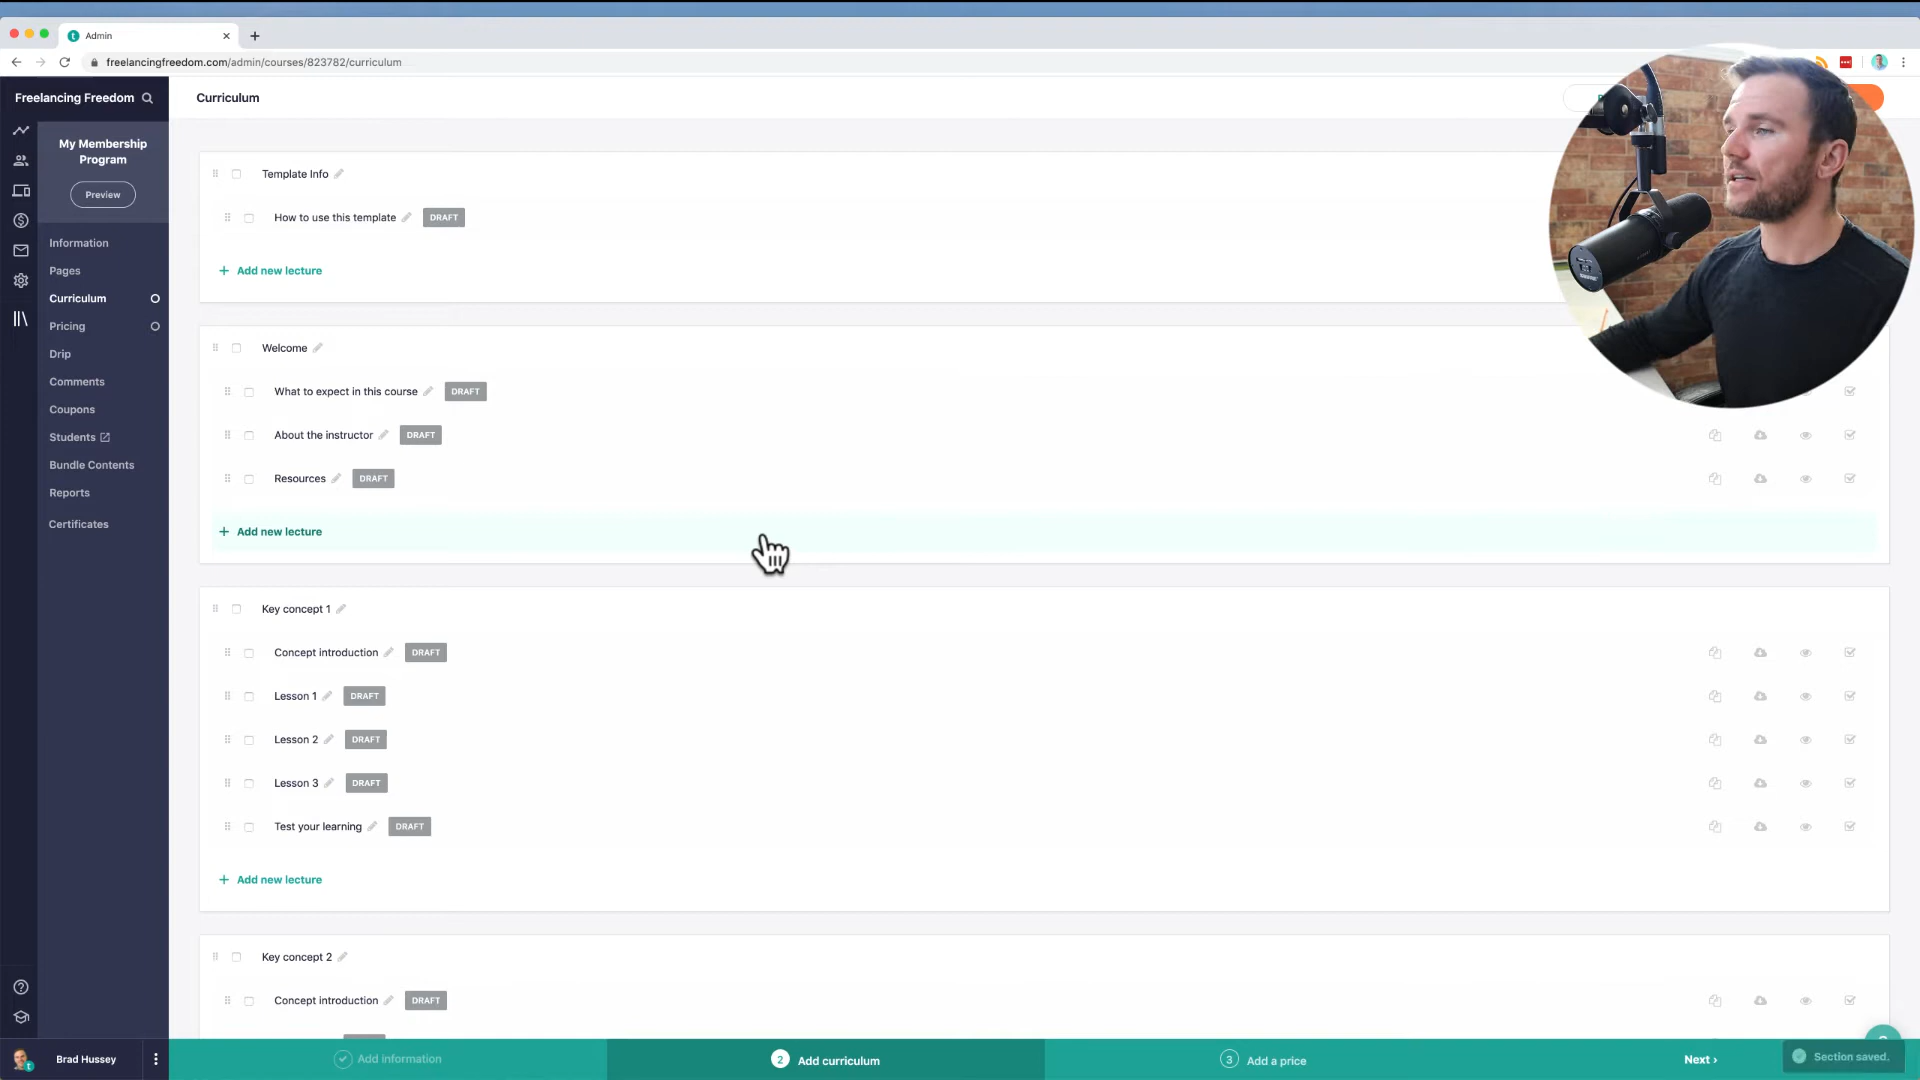 Admin
freelancingfreedom.com/admin/courses/823782/curriculum
Freelancing Freedom
Curriculum
My Membership
Program
Preview
Information
Pages
Curriculum
Pricing
Drip
Comments
Coupons
Students
Bundle Contents
Reports
Certificates
Template Info
How to use this template DRAFT
+ Add new lecture
Welcome
What to expect in this course DRAFT
About the instructor DRAFT
Resources DRAFT
+ Add new lecture
Key concept 1
Concept introduction DRAFT
Lesson 1 DRAFT
Lesson 2 DRAFT
Lesson 3 DRAFT
Test your learning DRAFT
+ Add new lecture
Key concept 2
Concept introduction DRAFT
Brad Hussey
Add information
2 Add curriculum
3 Add a price
Next ›
Section saved.